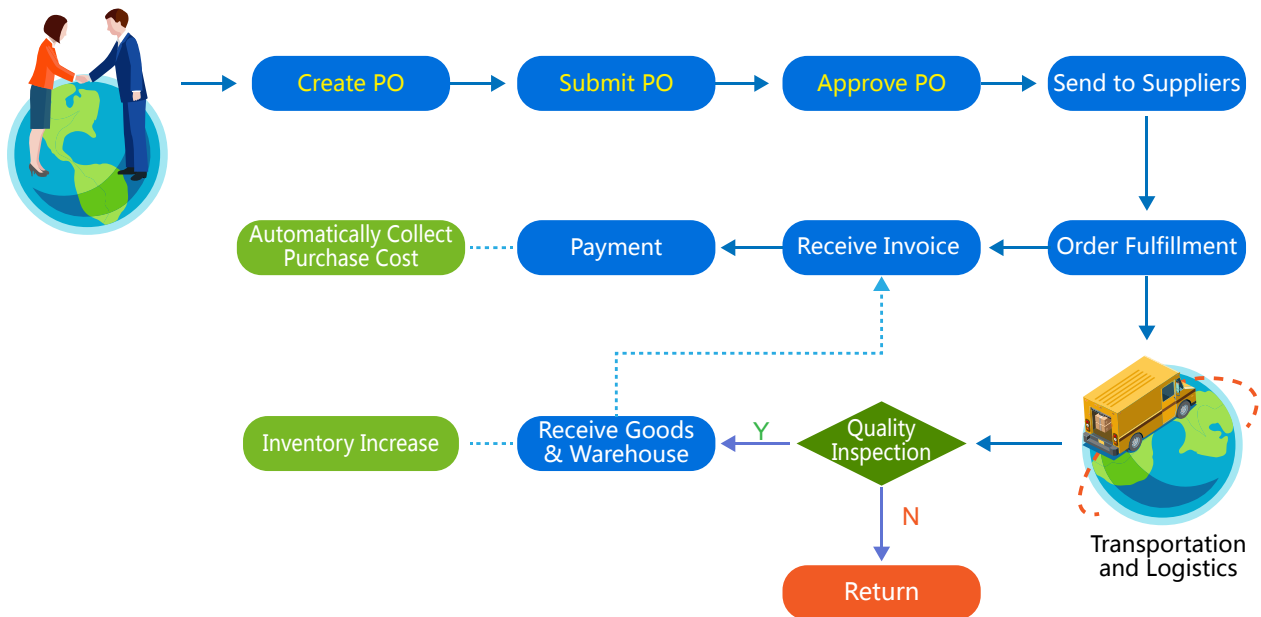 Create PO
Submit PO
Approve PO
Send to Suppliers
Automatically Collect
Purchase Cost
Payment
Receive Invoice
Order Fulfillment
Inventory Increase
Receive Goods
& Warehouse
Y
Quality
Inspection
N
Transportation
and Logistics
Return